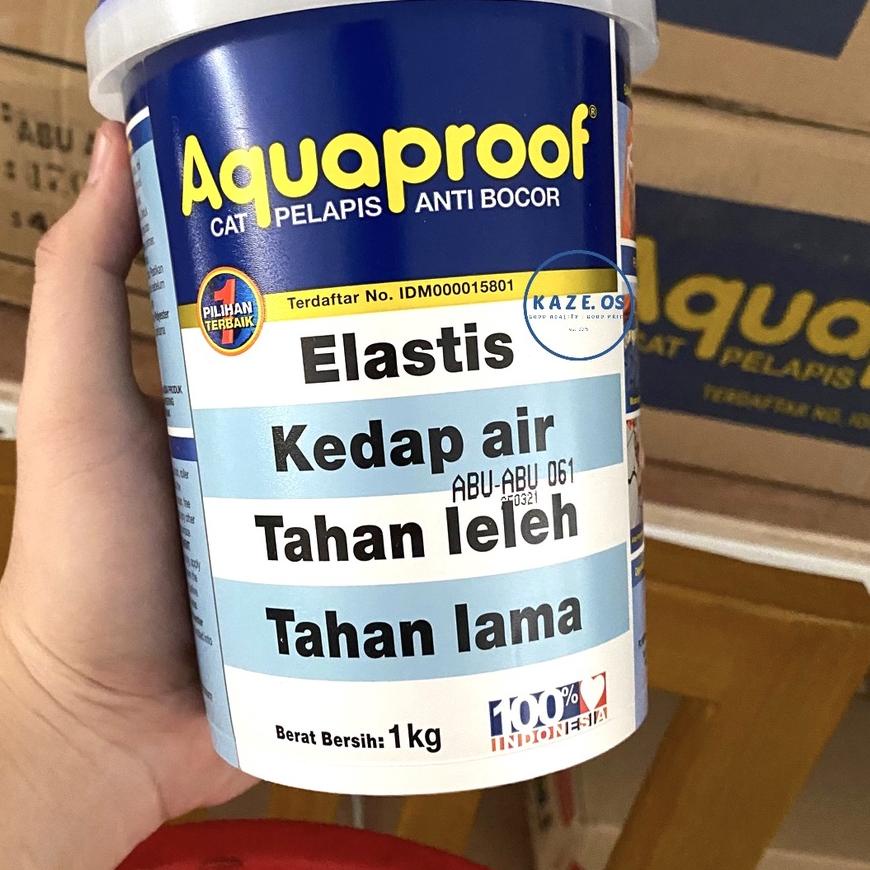 Aquaproof®
CAT PELAPIS ANTI BOCOR
1
PILIHAN
TERBAIK
Terdaftar No. IDM000015801
KAZE.OS
Elastis
Kedap air
ABU-ABU 061
Tahan leleh
Tahan lama
Berat Bersih: 1kg
100%
INDONESIA
ABU
Aqua
CAT PELAPIS
TERDAFTAR NO.